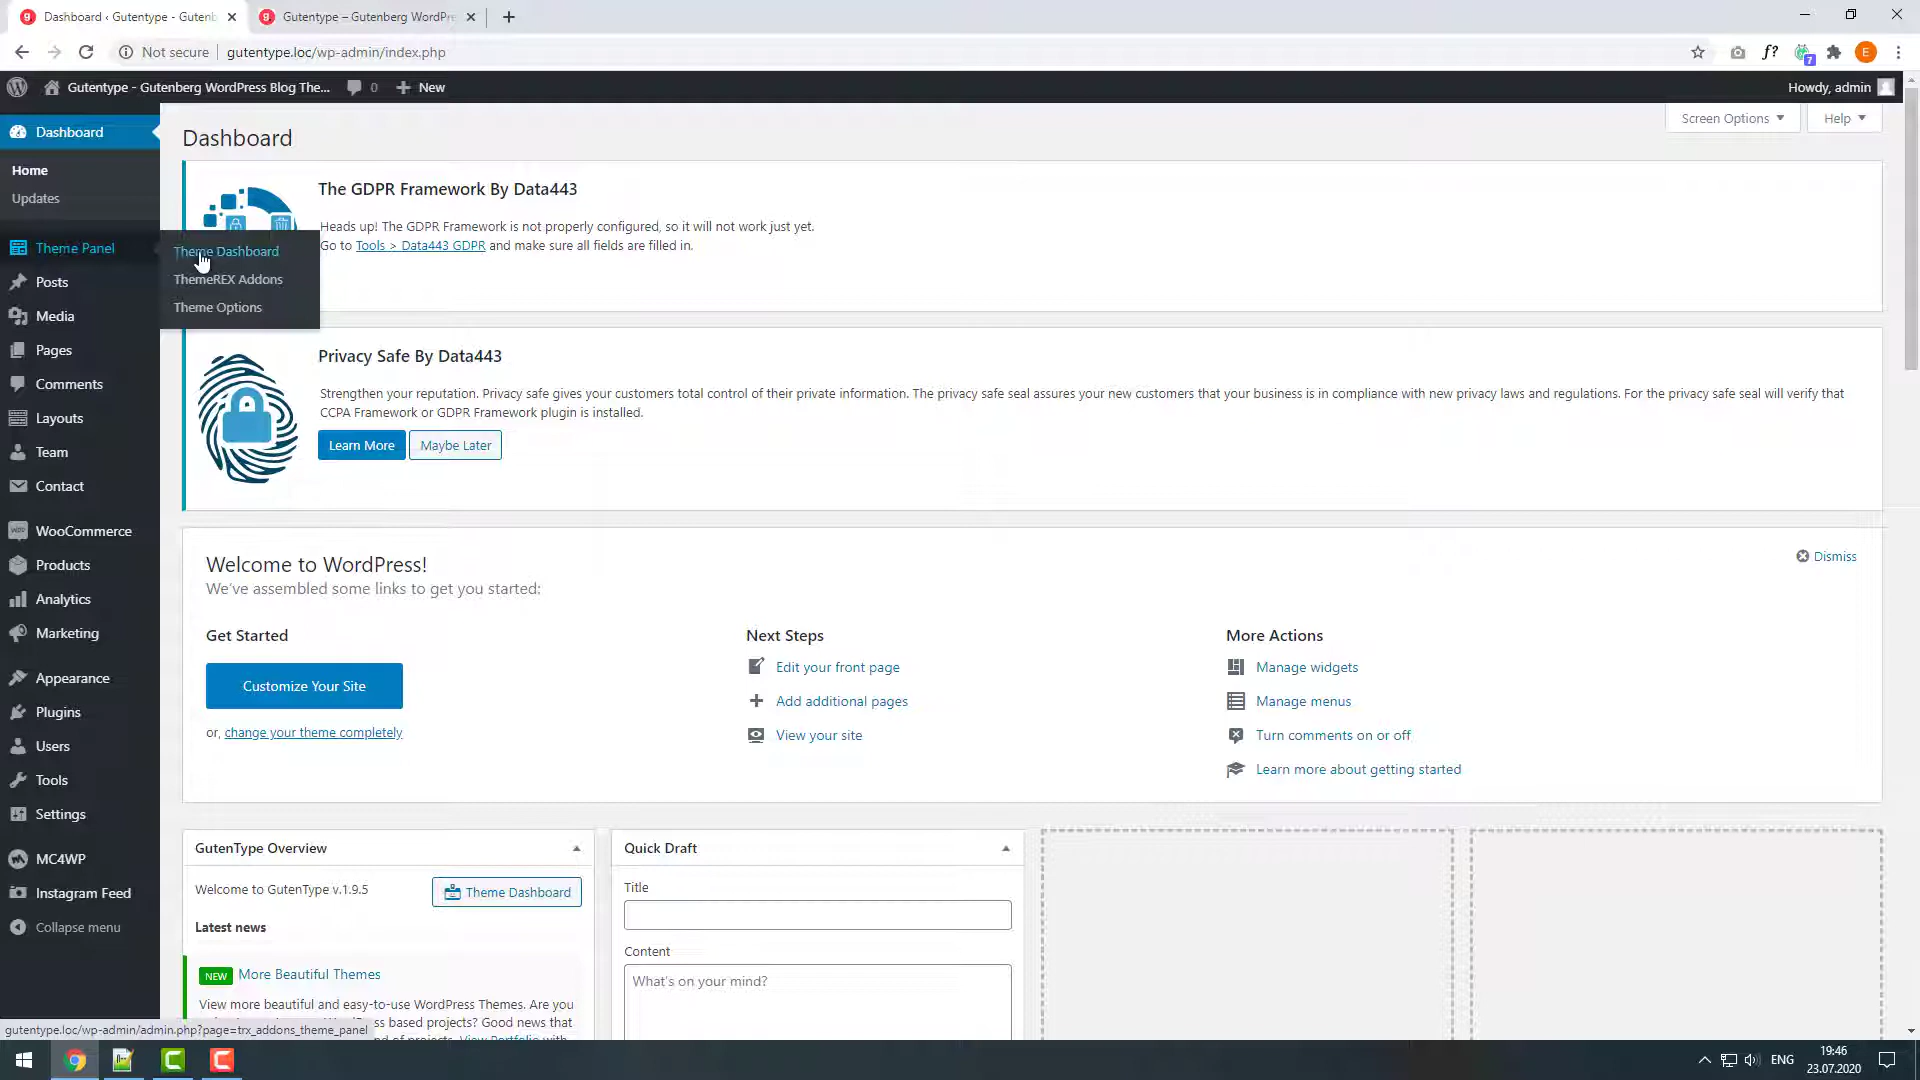 Dashboard ‹ Gutentype - Gutenb
Gutentype – Gutenberg WordPre
Not secure
gutentype.loc/wp-admin/index.php
f?
7
E
Gutentype - Gutenberg WordPress Blog The...
0
New
Howdy, admin
Dashboard
Home
Updates
Theme Panel
Theme Dashboard
ThemeREX Addons
Theme Options
Posts
Media
Pages
Comments
Layouts
Team
Contact
WooCommerce
Products
Analytics
Marketing
Appearance
Plugins
Users
Tools
Settings
MC4WP
Instagram Feed
Collapse menu
Dashboard
Screen Options
Help
The GDPR Framework By Data443
Heads up! The GDPR Framework is not properly configured, so it will not work just yet.
Go to Tools > Data443 GDPR and make sure all fields are filled in.
Privacy Safe By Data443
Strengthen your reputation. Privacy safe gives your customers total control of their private information. The privacy safe seal assures your new customers that your business is in compliance with new privacy laws and regulations. For the privacy safe seal will verify that
CCPA Framework or GDPR Framework plugin is installed.
Learn More
Maybe Later
Welcome to WordPress!
We've assembled some links to get you started:
Dismiss
Get Started
Customize Your Site
or, change your theme completely
Next Steps
Edit your front page
Add additional pages
View your site
More Actions
Manage widgets
Manage menus
Turn comments on or off
Learn more about getting started
GutenType Overview
Welcome to GutenType v.1.9.5
Theme Dashboard
Latest news
NEW More Beautiful Themes
View more beautiful and easy-to-use WordPress Themes. Are you
Press based projects? Good news that
Quick Draft
Title
Content
What's on your mind?
gutentype.loc/wp-admin/admin.php?page=trx_addons_theme_panel
ENG
19:46
23.07.2020